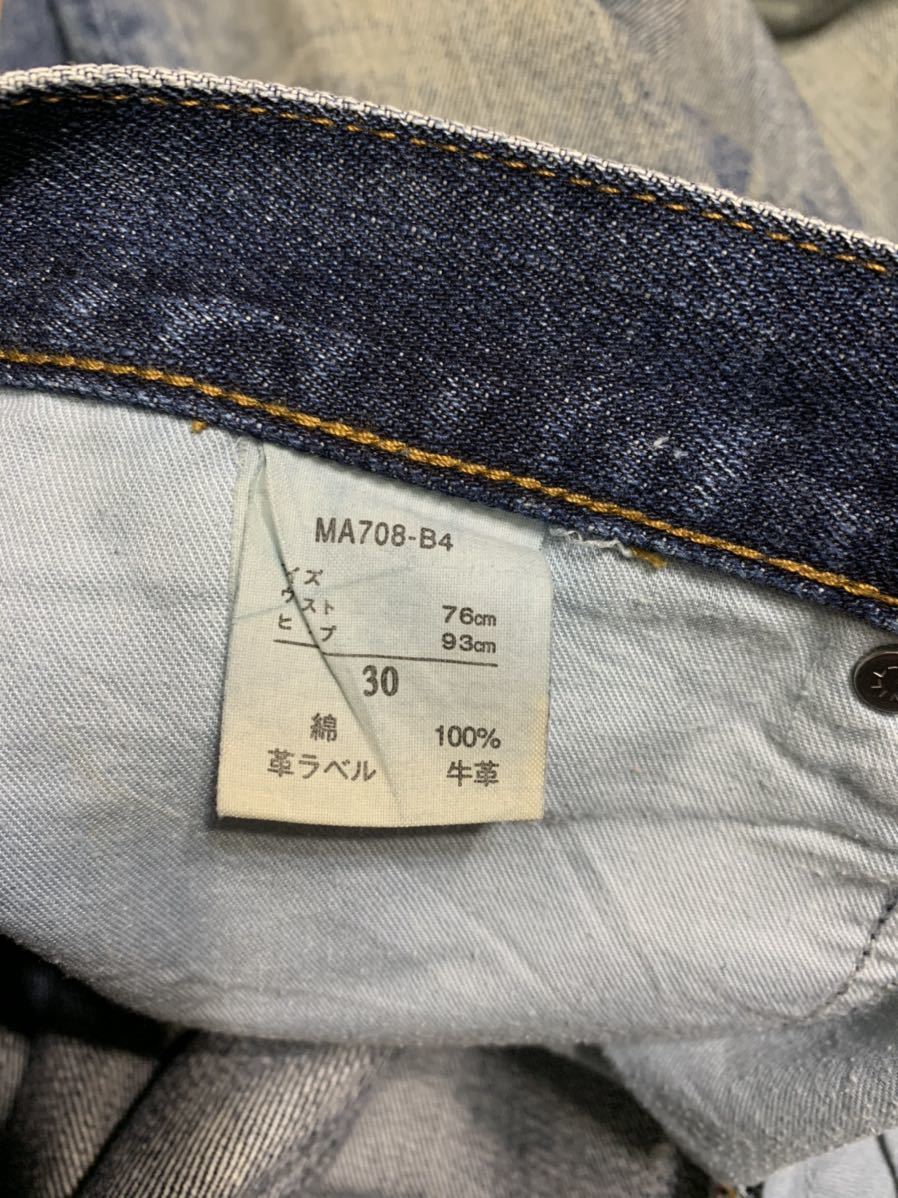 MA708-B4
イズ
ウスト 76cm
ヒプ 93cm
30
綿 100%
革ラベル 牛革